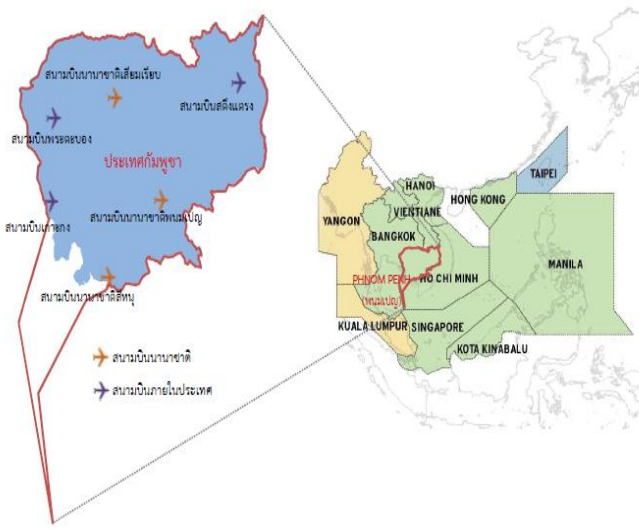 สนามบินนานาชาติเสียมเรียบ
สนามบินสตึงแตรง
สนามบินพระตะบอง
ประเทศกัมพูชา
สนามบินเกาะกง
สนามบินนานาชาติพนมเปญ
สนามบินนานาชาติสีหนุ
สนามบินนานาชาติ
สนามบินภายในประเทศ
TAIPEI
HANOI
HONG KONG
VIENTIANE
YANGON
BANGKOK
MANILA
PHNOM PENH
HO CHI MINH
(พนมเปญ)
KUALA LUMPUR
SINGAPORE
KOTA KINABALU